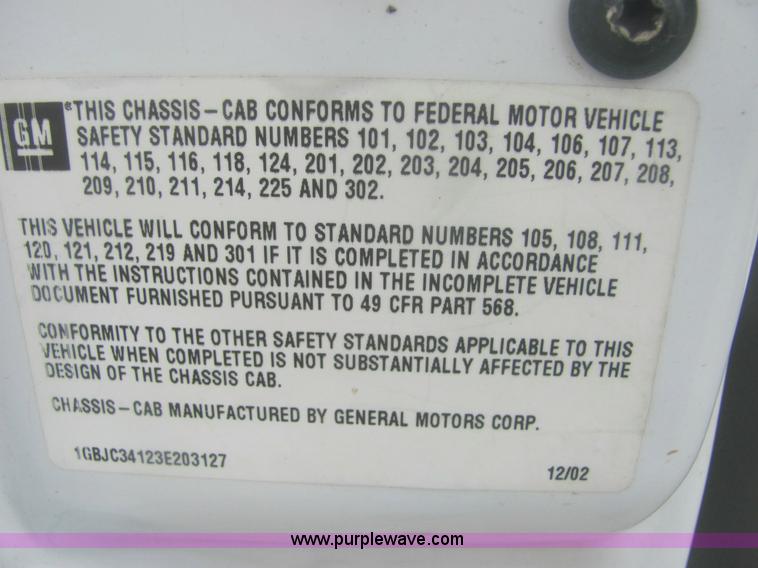 GM
®THIS CHASSIS-CAB CONFORMS TO FEDERAL MOTOR VEHICLE
SAFETY STANDARD NUMBERS 101, 102, 103, 104, 106, 107, 113,
114, 115, 116, 118, 124, 201, 202, 203, 204, 205, 206, 207, 208,
209, 210, 211, 214, 225 AND 302.
THIS VEHICLE WILL CONFORM TO STANDARD NUMBERS 105, 108, 111,
120, 121, 212, 219 AND 301 IF IT IS COMPLETED IN ACCORDANCE
WITH THE INSTRUCTIONS CONTAINED IN THE INCOMPLETE VEHICLE
DOCUMENT FURNISHED PURSUANT TO 49 CFR PART 568.
CONFORMITY TO THE OTHER SAFETY STANDARDS APPLICABLE TO THIS
VEHICLE WHEN COMPLETED IS NOT SUBSTANTIALLY AFFECTED BY THE
DESIGN OF THE CHASSIS CAB.
CHASSIS-CAB MANUFACTURED BY GENERAL MOTORS CORP.
1GBJC34123E203127 12/02
www.purplewave.com